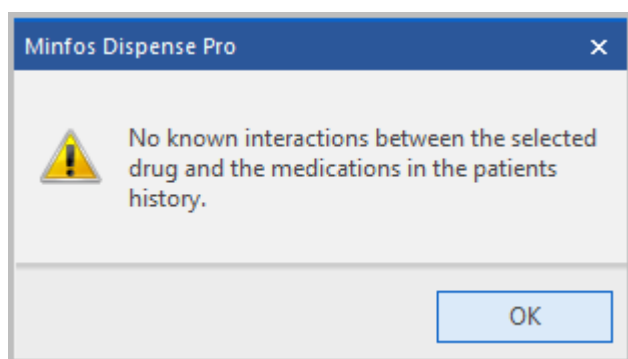 Minfos Dispense Pro
No known interactions between the selected
drug and the medications in the patients
history.
OK